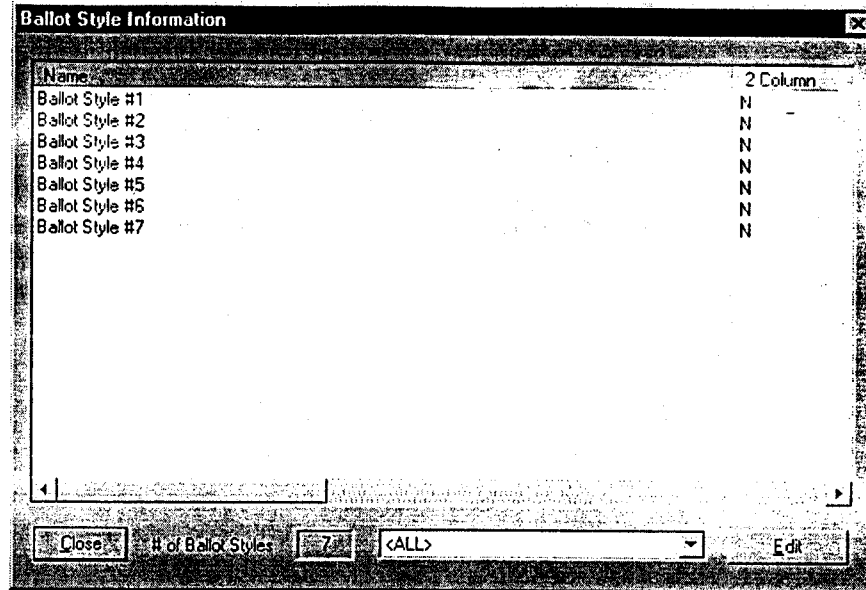 Ballot Style Information
Name 2 Column
Ballot Style #1 N
Ballot Style #2 N
Ballot Style #3 N
Ballot Style #4 N
Ballot Style #5 N
Ballot Style #6 N
Ballot Style #7 N
Close # of Ballot Styles 7 <ALL> Edit